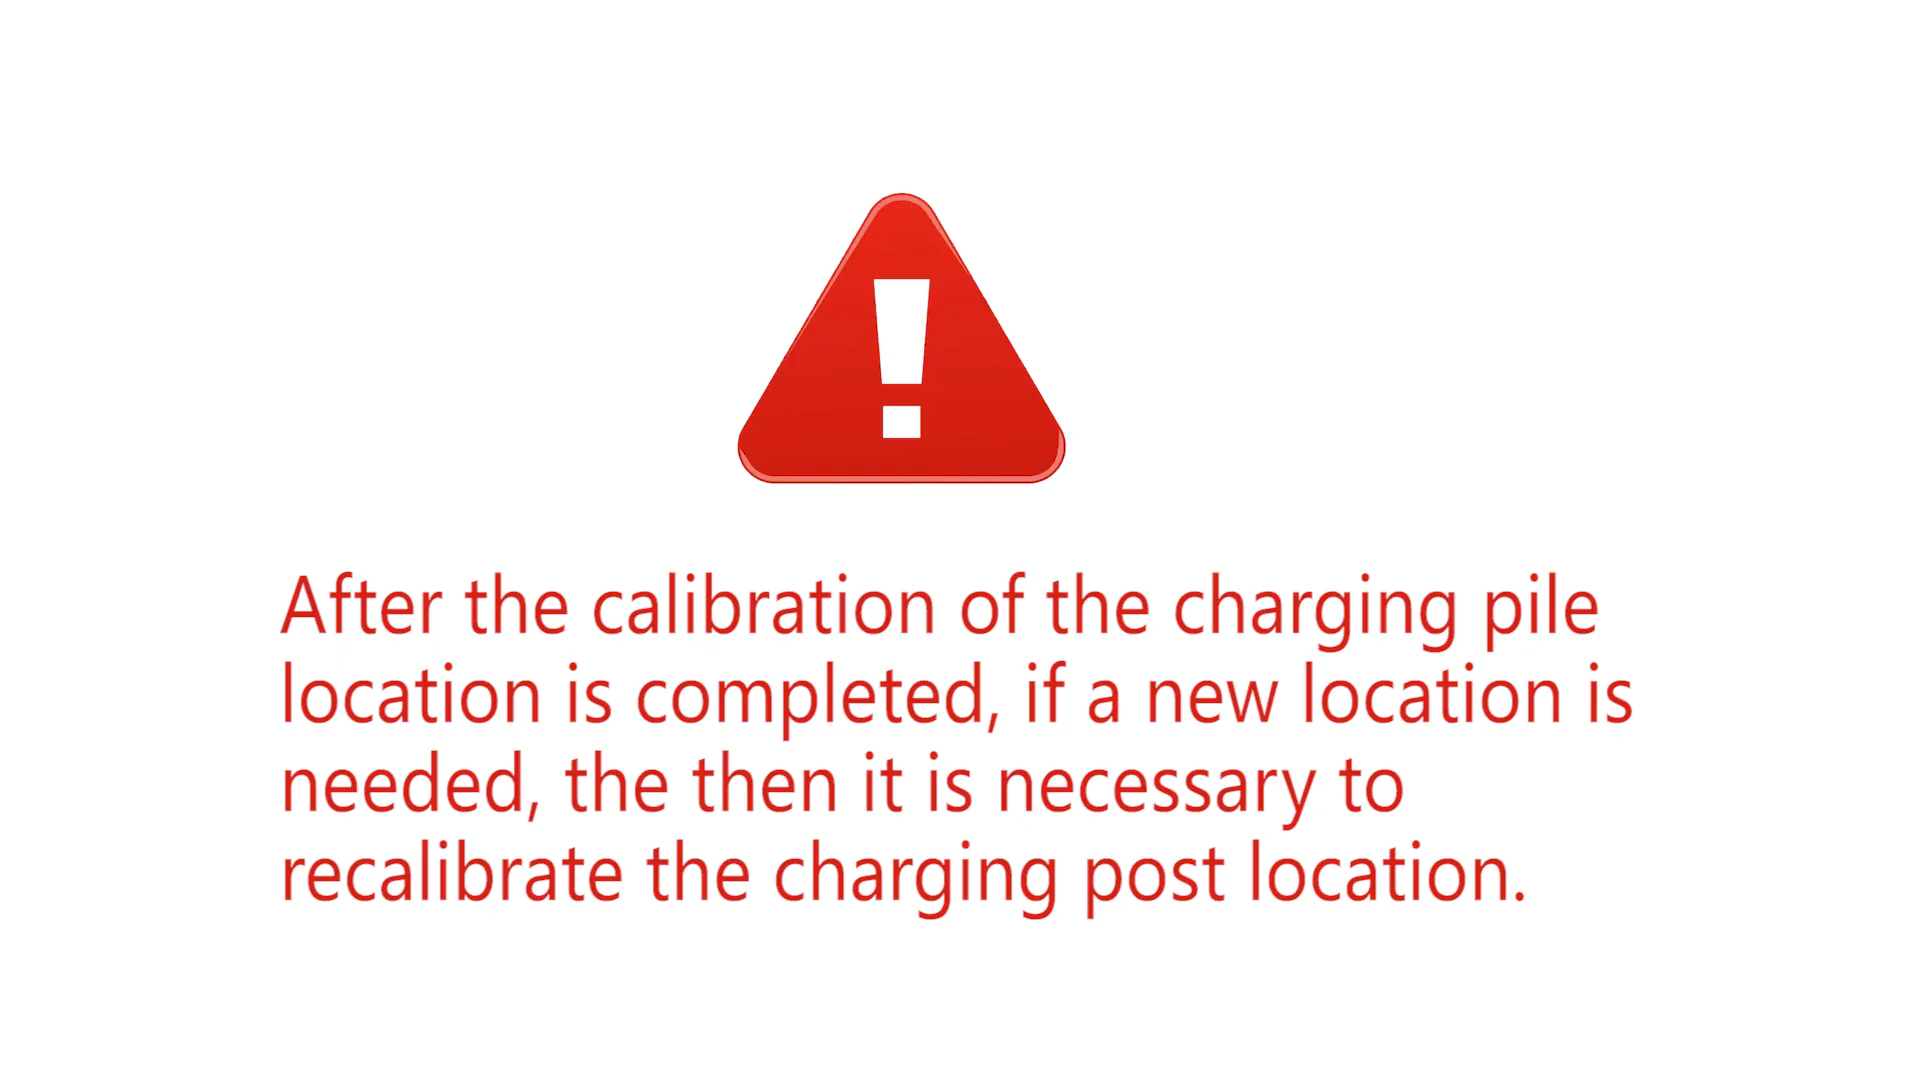 After the calibration of the charging pile
location is completed, if a new location is
needed, the then it is necessary to
recalibrate the charging post location.